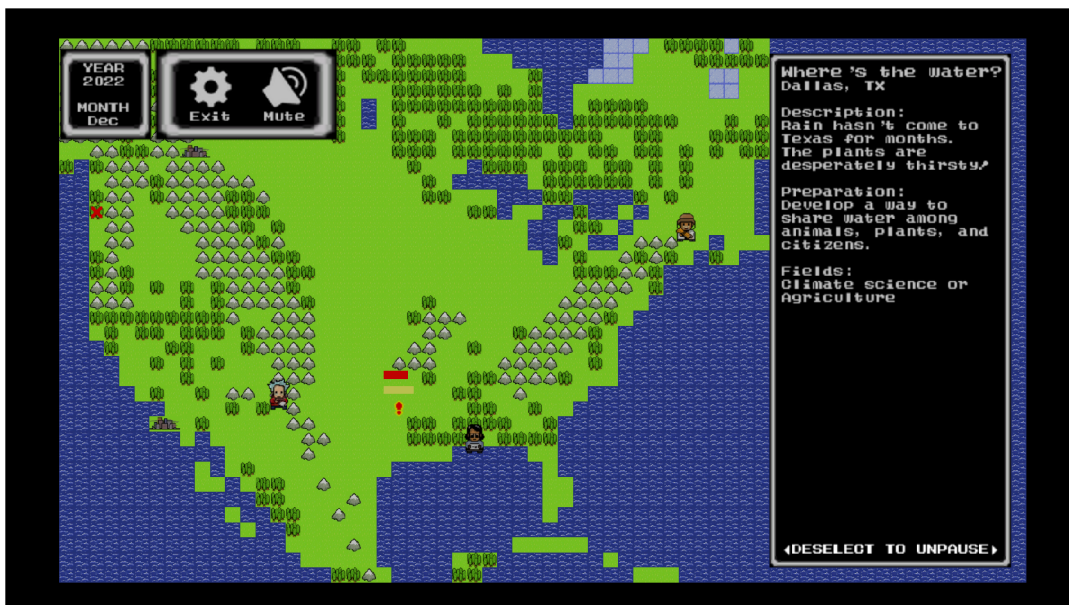 YEAR
2022
MONTH
Dec
Exit
Mute
Where's the water?
Dallas, TX
Description:
Rain hasn't come to
Texas for months.
The plants are
desperately thirsty!
Preparation:
Develop a way to
share water among
animals, plants, and
citizens.
Fields:
Climate science or
Agriculture
DESELECT TO UNPAUSE